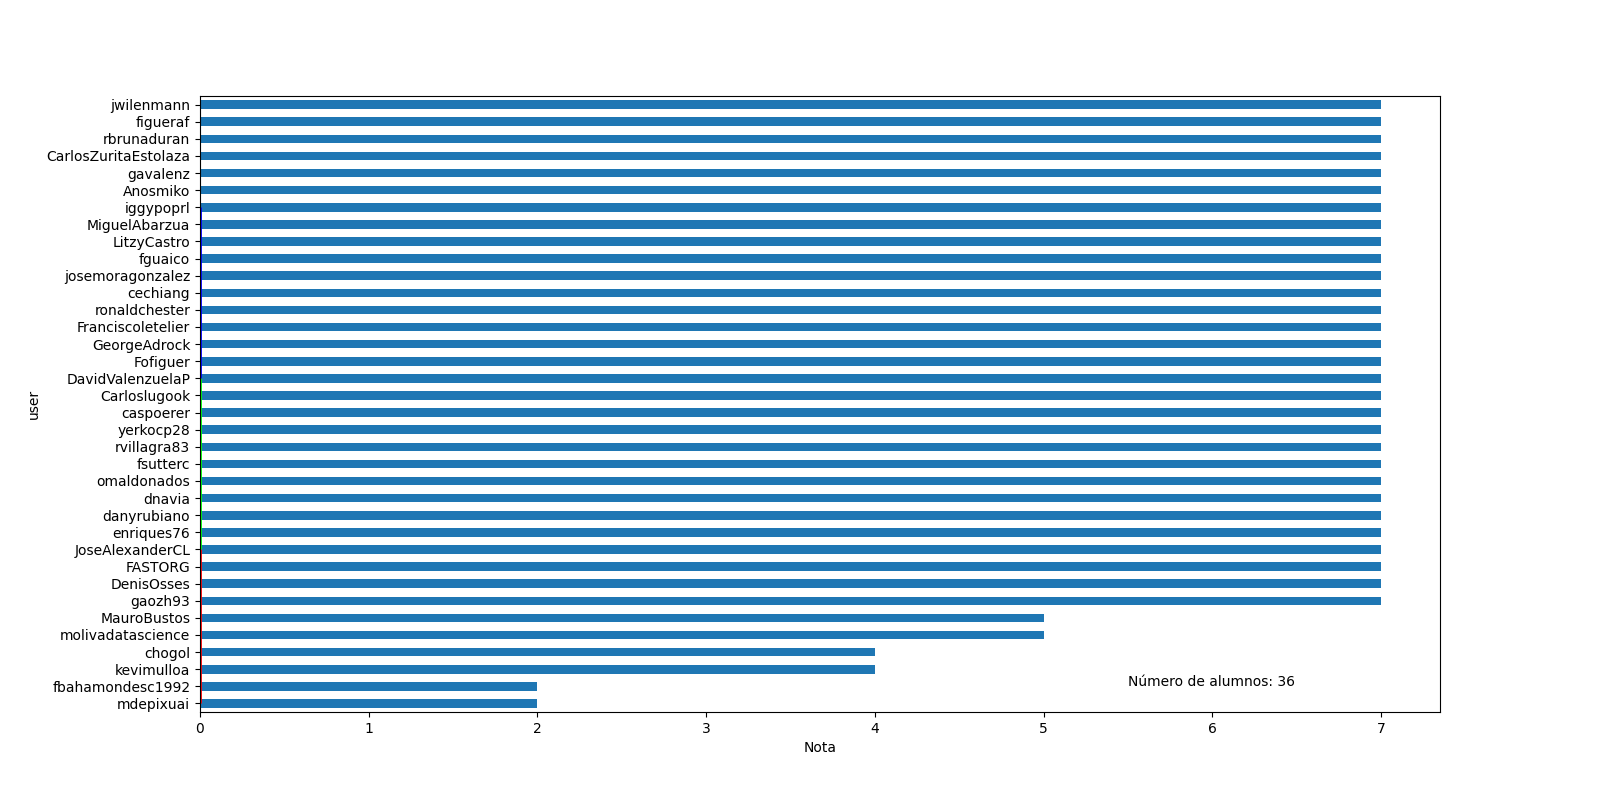 jwilenmann
figueraf
rbrunaduran
CarlosZuritaEstolaza
gavalenz
Anosmiko
iggypoprl
MiguelAbarzua
LitzyCastro
fguaico
josemoragonzalez
cechiang
ronaldchester
Franciscoletelier
GeorgeAdrock
Fofiguer
DavidValenzuelaP
Carloslugook
caspoerer
yerkocp28
rvillagra83
fsutterc
omaldonados
dnavia
danyrubiano
enriques76
JoseAlexanderCL
FASTORG
DenisOsses
gaozh93
MauroBustos
molivadatascience
chogol
kevimulloa
fbahamondesc1992
mdepixuai
user
Número de alumnos: 36
0 1 2 3 4 5 6 7
Nota